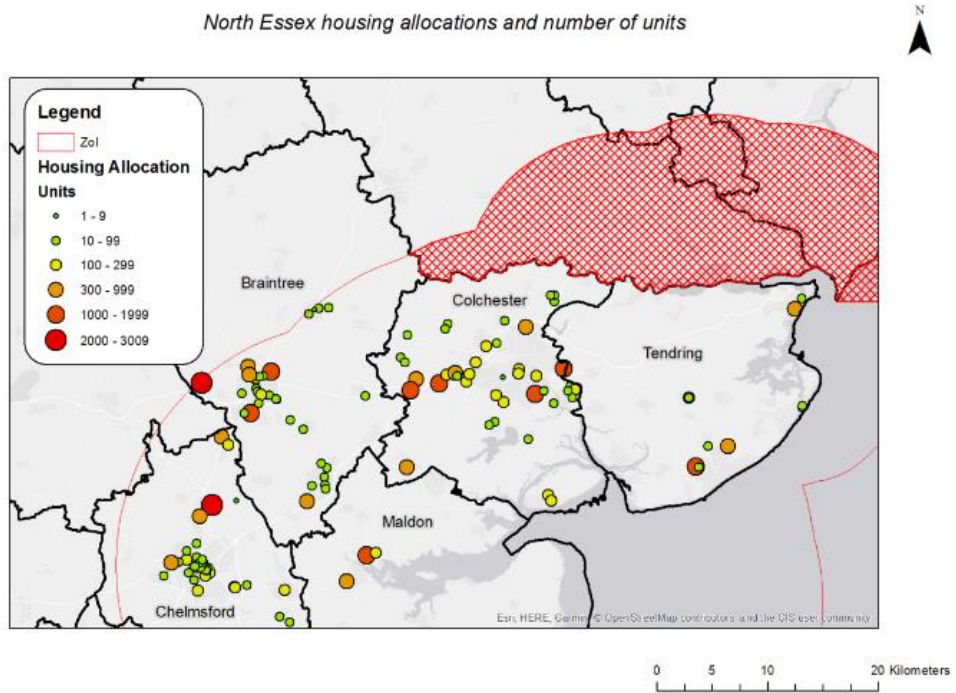 North Essex housing allocations and number of units
N
Legend
ZoI
Housing Allocation
Units
1 - 9
10 - 99
100 - 299
300 - 999
1000 - 1999
2000 - 3009
Braintree
Colchester
Tendring
Maldon
Chelmsford
Esri, HERE, Garmin, © OpenStreetMap contributors, and the GIS user community
0 5 10 20 Kilometers